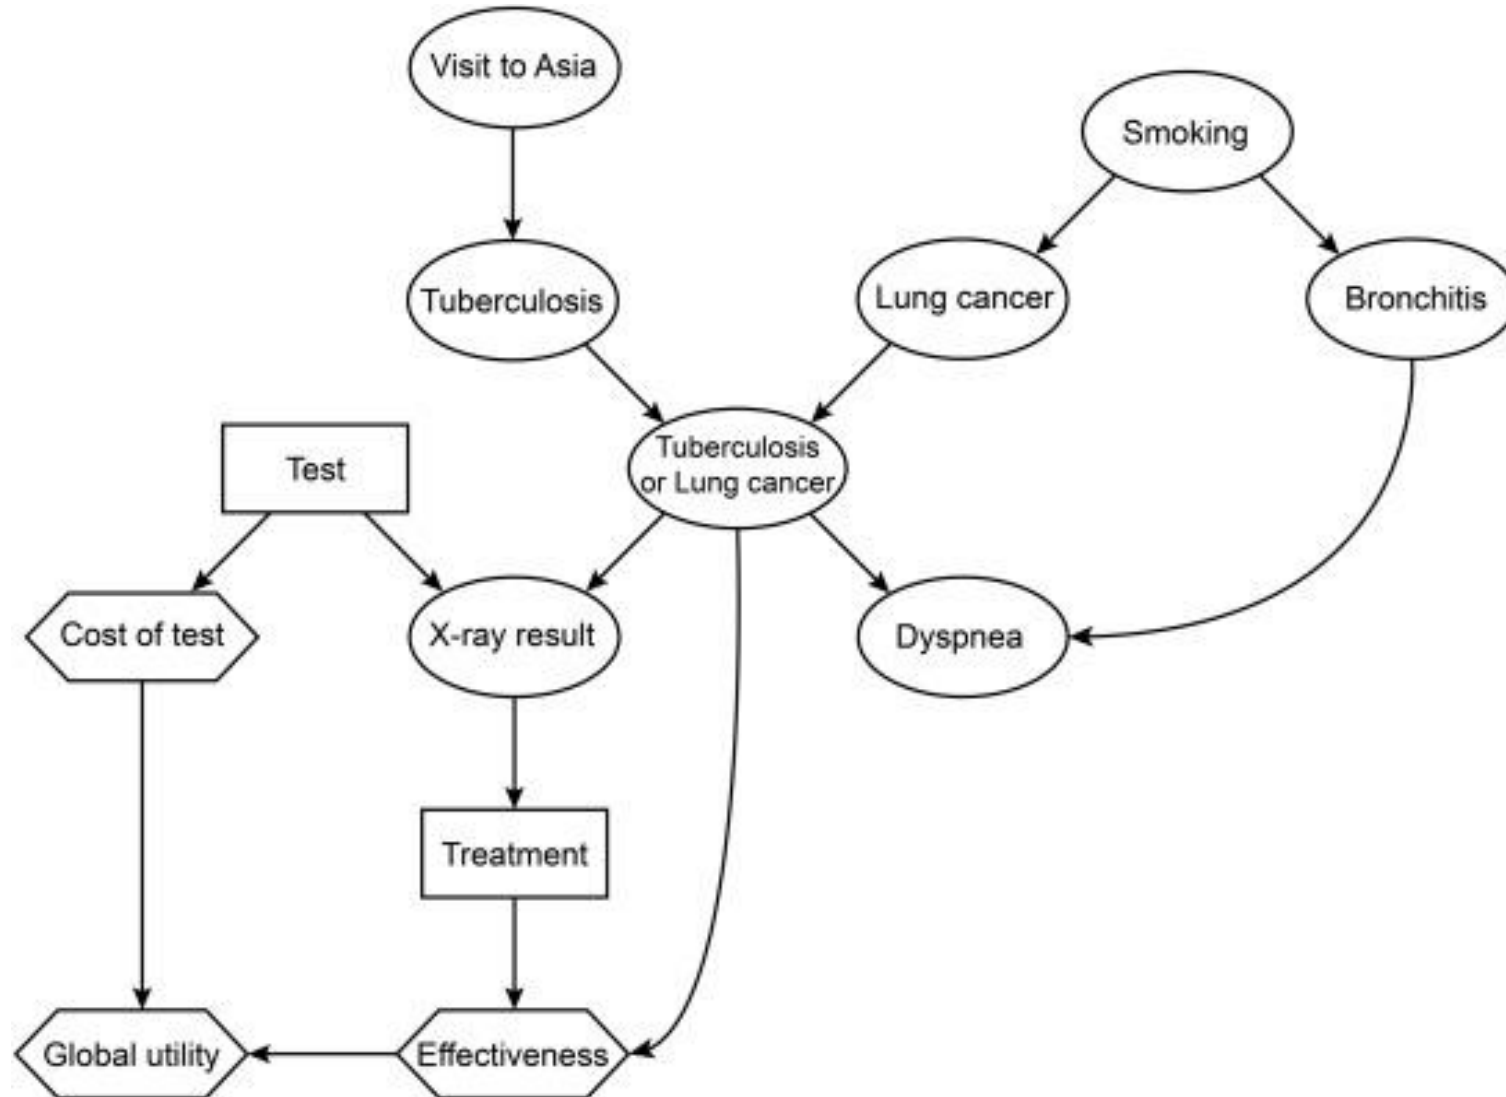 Visit to Asia
Smoking
Tuberculosis
Lung cancer
Bronchitis
Test
Tuberculosis
or Lung cancer
Cost of test
X-ray result
Dyspnea
Treatment
Global utility
Effectiveness